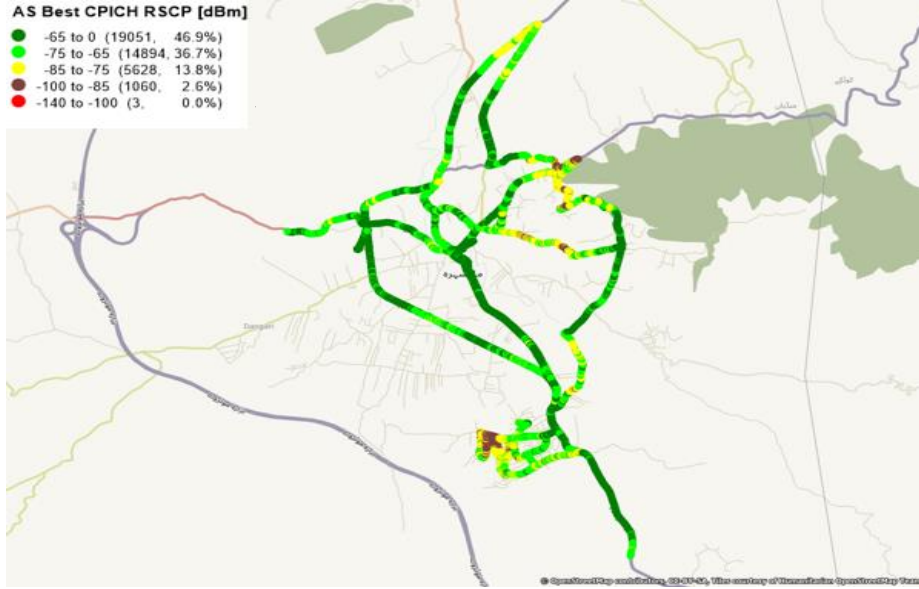 AS Best CPICH RSCP [dBm]
-65 to 0 (19051, 46.9%)
-75 to -65 (14894, 36.7%)
-85 to -75 (5628, 13.8%)
-100 to -85 (1060, 2.6%)
-140 to -100 (3, 0.0%)
Dangari
© OpenStreetMap contributors, CC-BY-SA, Tiles courtesy of Humanitarian OpenStreetMap Team